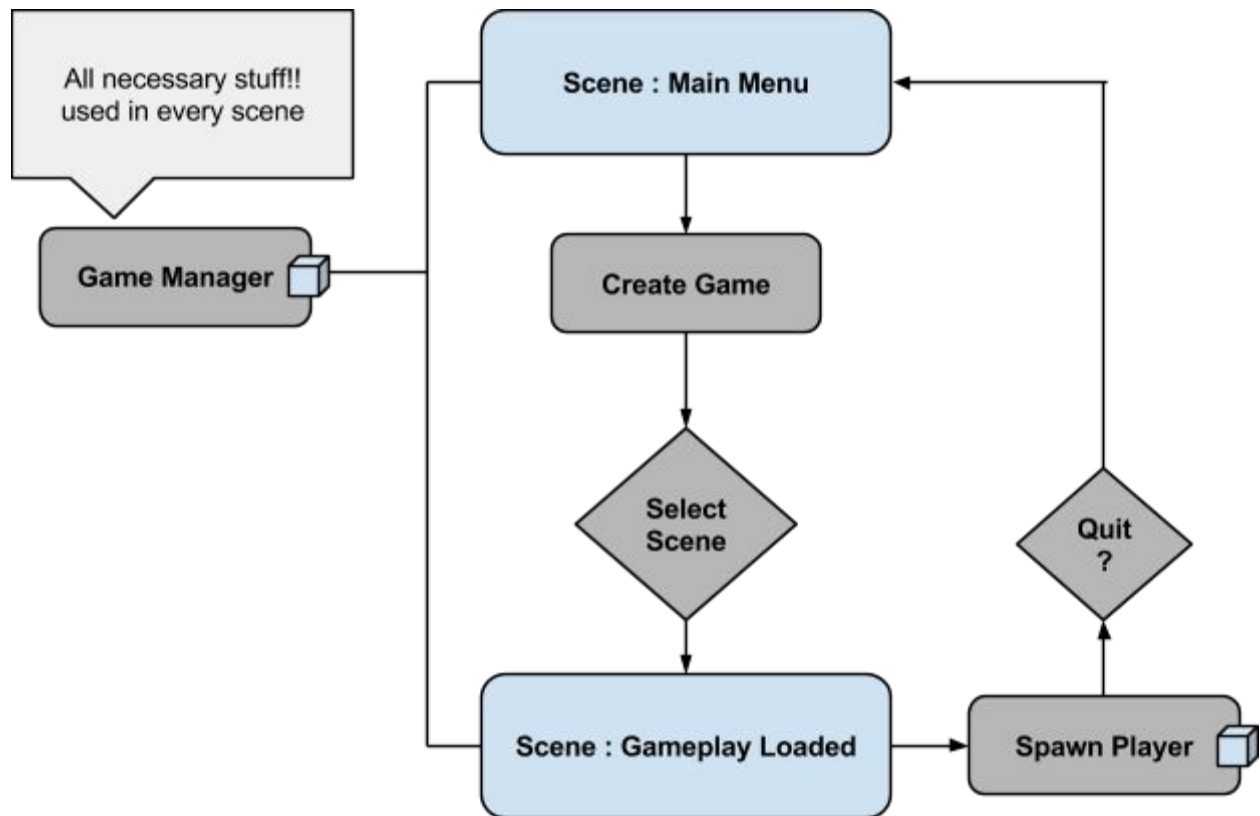 All necessary stuff!!
used in every scene
Scene : Main Menu
Game Manager
Create Game
Select
Scene
Quit
?
Scene : Gameplay Loaded
Spawn Player